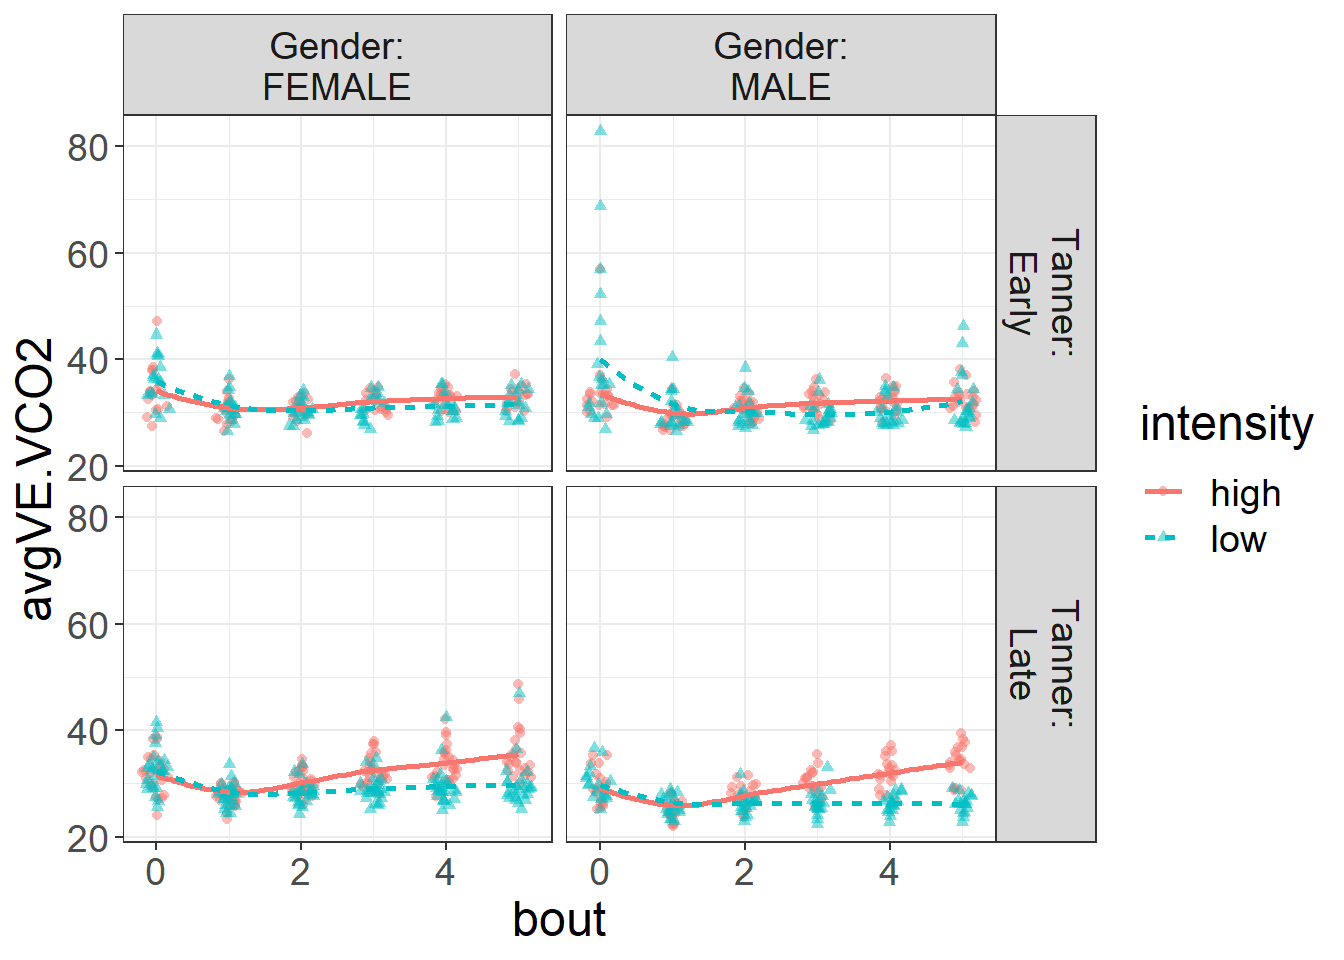 Gender:
FEMALE
Gender:
MALE
80
60
40
20
Tanner:
Early
80
60
40
20
Tanner:
Late
avgVE.VCO2
0
2
4
0
2
4
bout
intensity
high
low